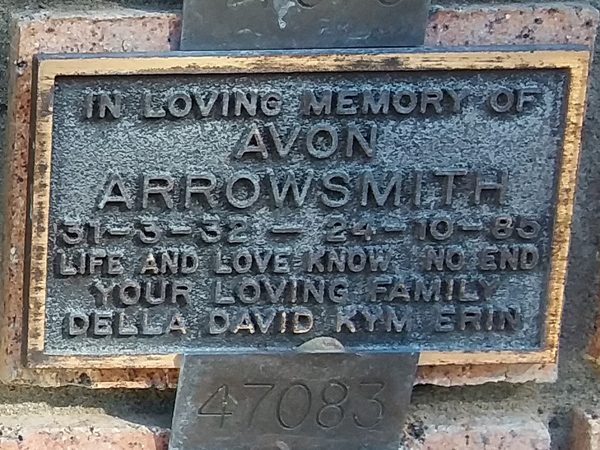 IN LOVING MEMORY OF
AVON
ARROWSMITH
31-3-32 - 24-10-85
LIFE AND LOVE KNOW NO END
YOUR LOVING FAMILY
DELLA DAVID KYM ERIN
47083